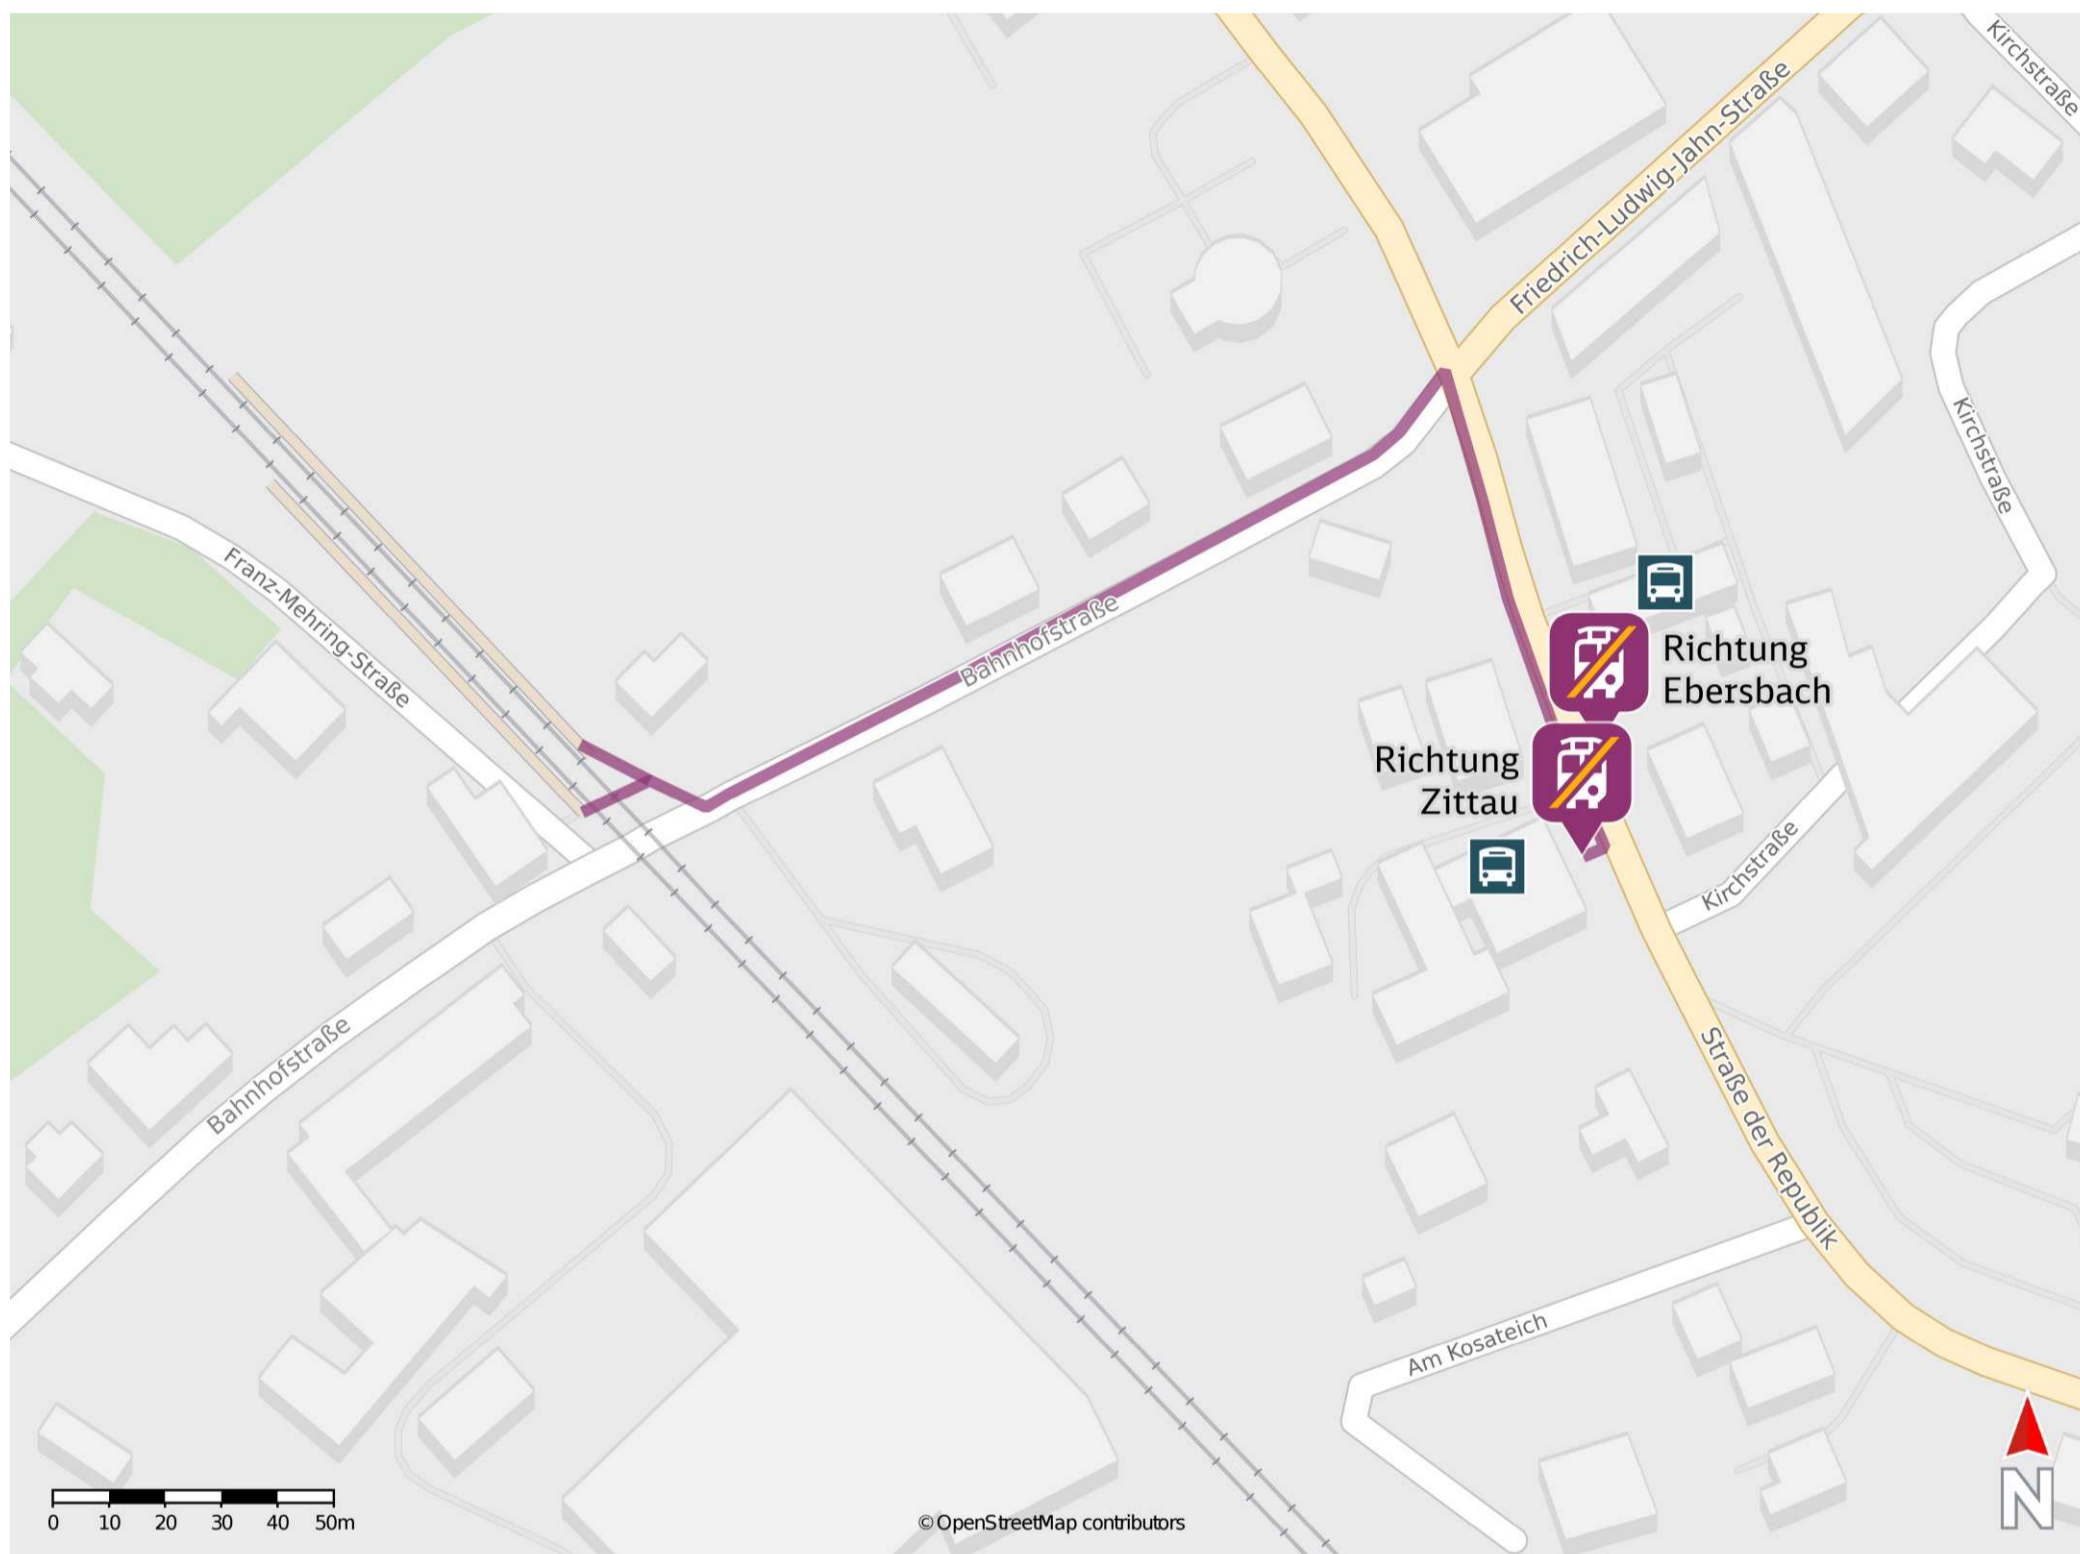 Kirchstraße
Friedrich-Ludwig-Jahn-Straße
Kirchstraße
Franz-Mehring-Straße
Bahnhofstraße
Richtung
Ebersbach
Richtung
Zittau
Kirchstraße
Bahnhofstraße
Straße der Republik
Am Kosateich
0 10 20 30 40 50m
© OpenStreetMap contributors
N